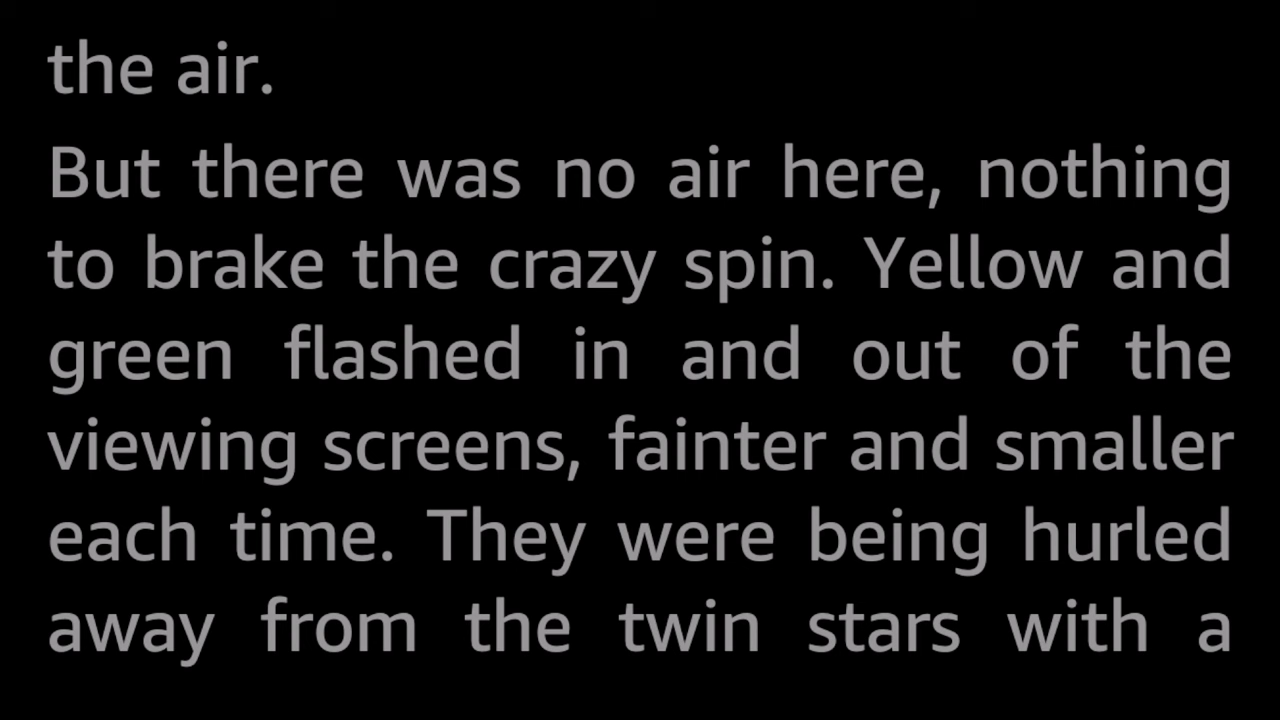 the air.
But there was no air here, nothing
to brake the crazy spin. Yellow and
green flashed in and out of the
viewing screens, fainter and smaller
each time. They were being hurled
away from the twin stars with a